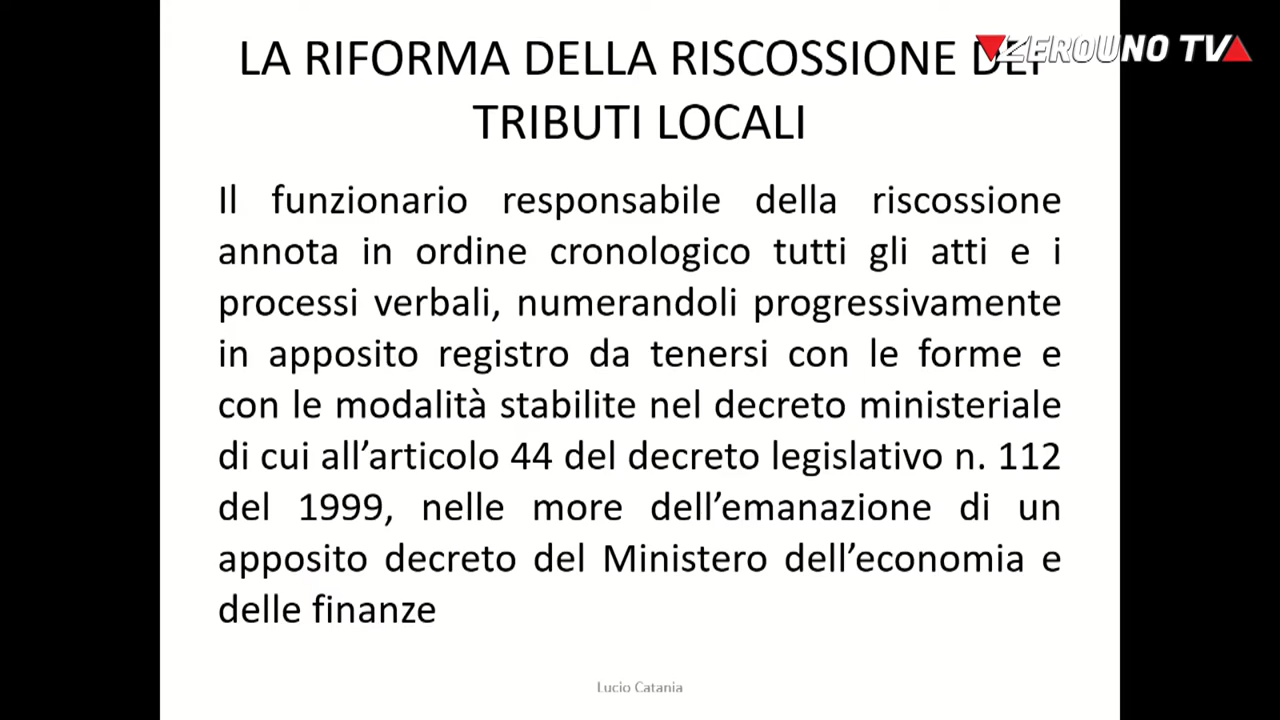 LA RIFORMA DELLA RISCOSSIONE DEI
TRIBUTI LOCALI
ZEROUNO TV
Il funzionario responsabile della riscossione
annota in ordine cronologico tutti gli atti e i
processi verbali, numerandoli progressivamente
in apposito registro da tenersi con le forme e
con le modalità stabilite nel decreto ministeriale
di cui all’articolo 44 del decreto legislativo n. 112
del 1999, nelle more dell’emanazione di un
apposito decreto del Ministero dell’economia e
delle finanze
Lucio Catania